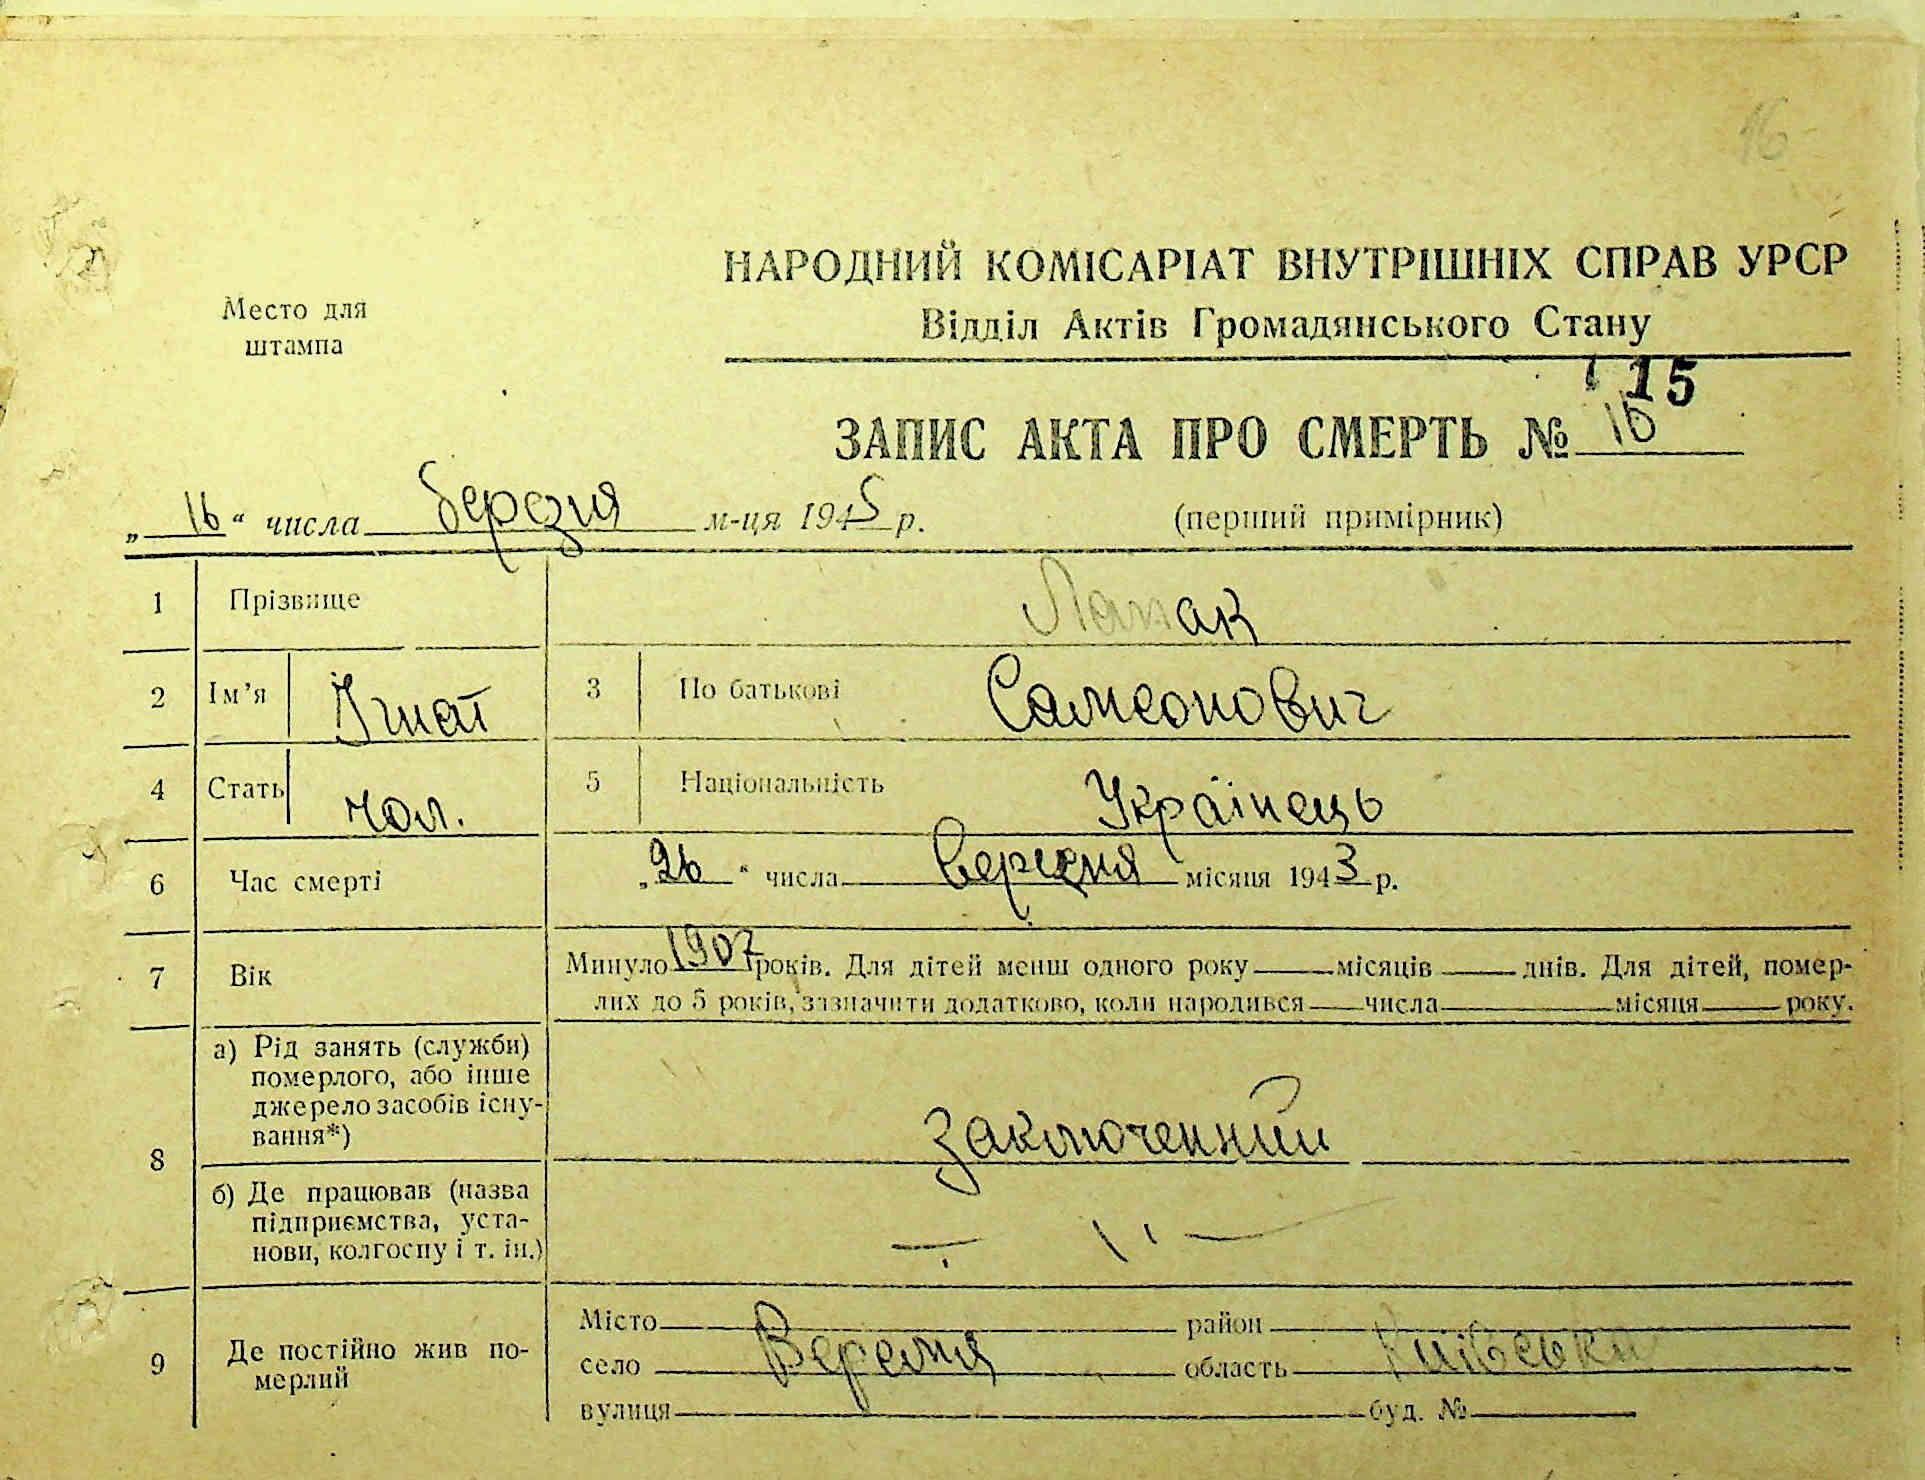 16
НАРОДНИЙ КОМІСАРІАТ ВНУТРІШНІХ СПРАВ УРСР
Відділ Актів Громадянського Стану
Место для
штампа
15
ЗАПИС АКТА ПРО СМЕРТЬ № 16
„ 16 “ числа березня м-ця 1945 р. (перший примірник)
1 Прізвище
2 Ім’я Ігнат 3 По батькові Самсонович
4 Стать чол. 5 Національність Українець
6 Час смерті „ 26 “ числа вересня місяця 1943 р.
7 Вік Минуло 1907 років. Для дітей менш одного року місяців днів. Для дітей, помер-
лих до 5 років, зазначити додатково, коли народився числа місяця року.
8 а) Рід занять (служби)
померлого, або інше
джерело засобів існу-
вання*)
заключенний
б) Де працював (назва
підприємства, уста-
нови, колгоспу і т. ін.)
— " —
9 Де постійно жив по-
мерлий
Місто район
село Веремя область Київська
вулиця буд. №